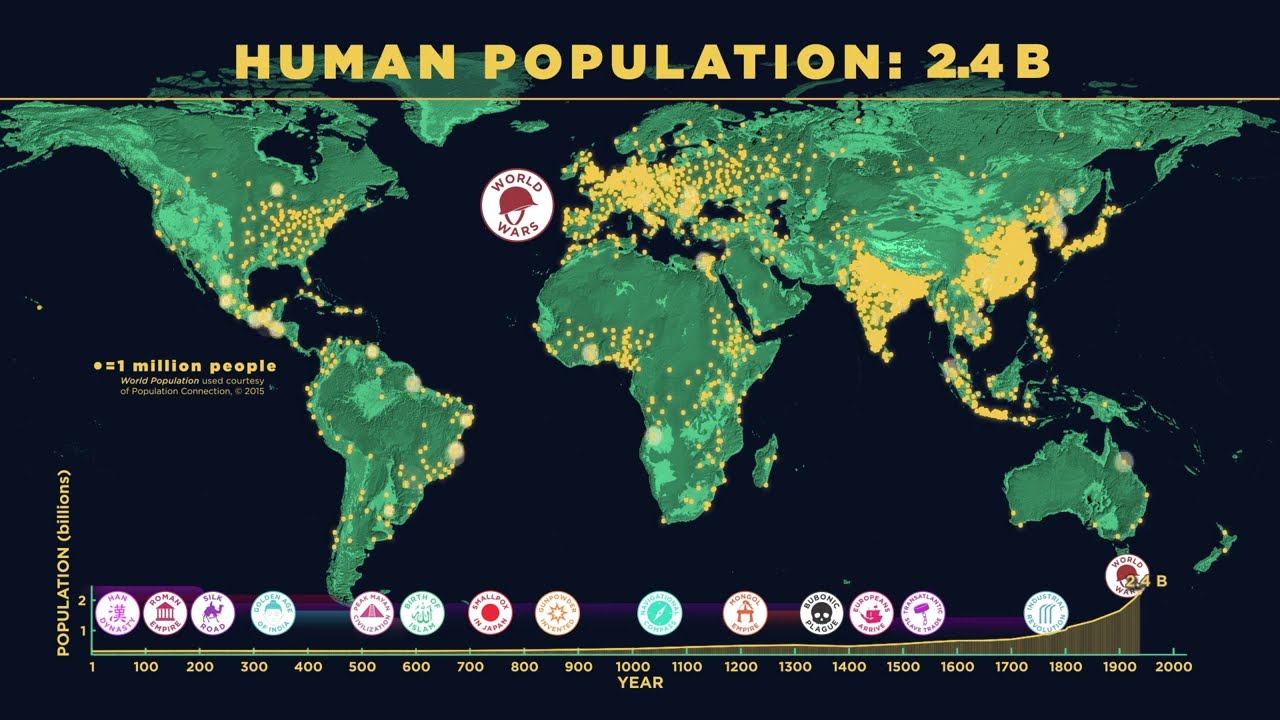 HUMAN POPULATION: 2.4 B
WORLD
WARS
=1 million people
World Population used courtesy
of Population Connection, © 2015
POPULATION (billions)
2
1
HAN
漢
DYNASTY
ROMAN
EMPIRE
SILK
ROAD
GOLDEN AGE
OF INDIA
PEAK MAYAN
CIVILIZATION
BIRTH OF
ISLAM
SMALLPOX
IN JAPAN
GUNPOWDER
INVENTED
NAVIGATIONAL
COMPASS
MONGOL
EMPIRE
BUBONIC
PLAGUE
EUROPEANS
ARRIVE
TRANSATLANTIC
SLAVE TRADE
INDUSTRIAL
REVOLUTION
WORLD
WARS
2.4 B
1 100 200 300 400 500 600 700 800 900 1000 1100 1200 1300 1400 1500 1600 1700 1800 1900 2000
YEAR